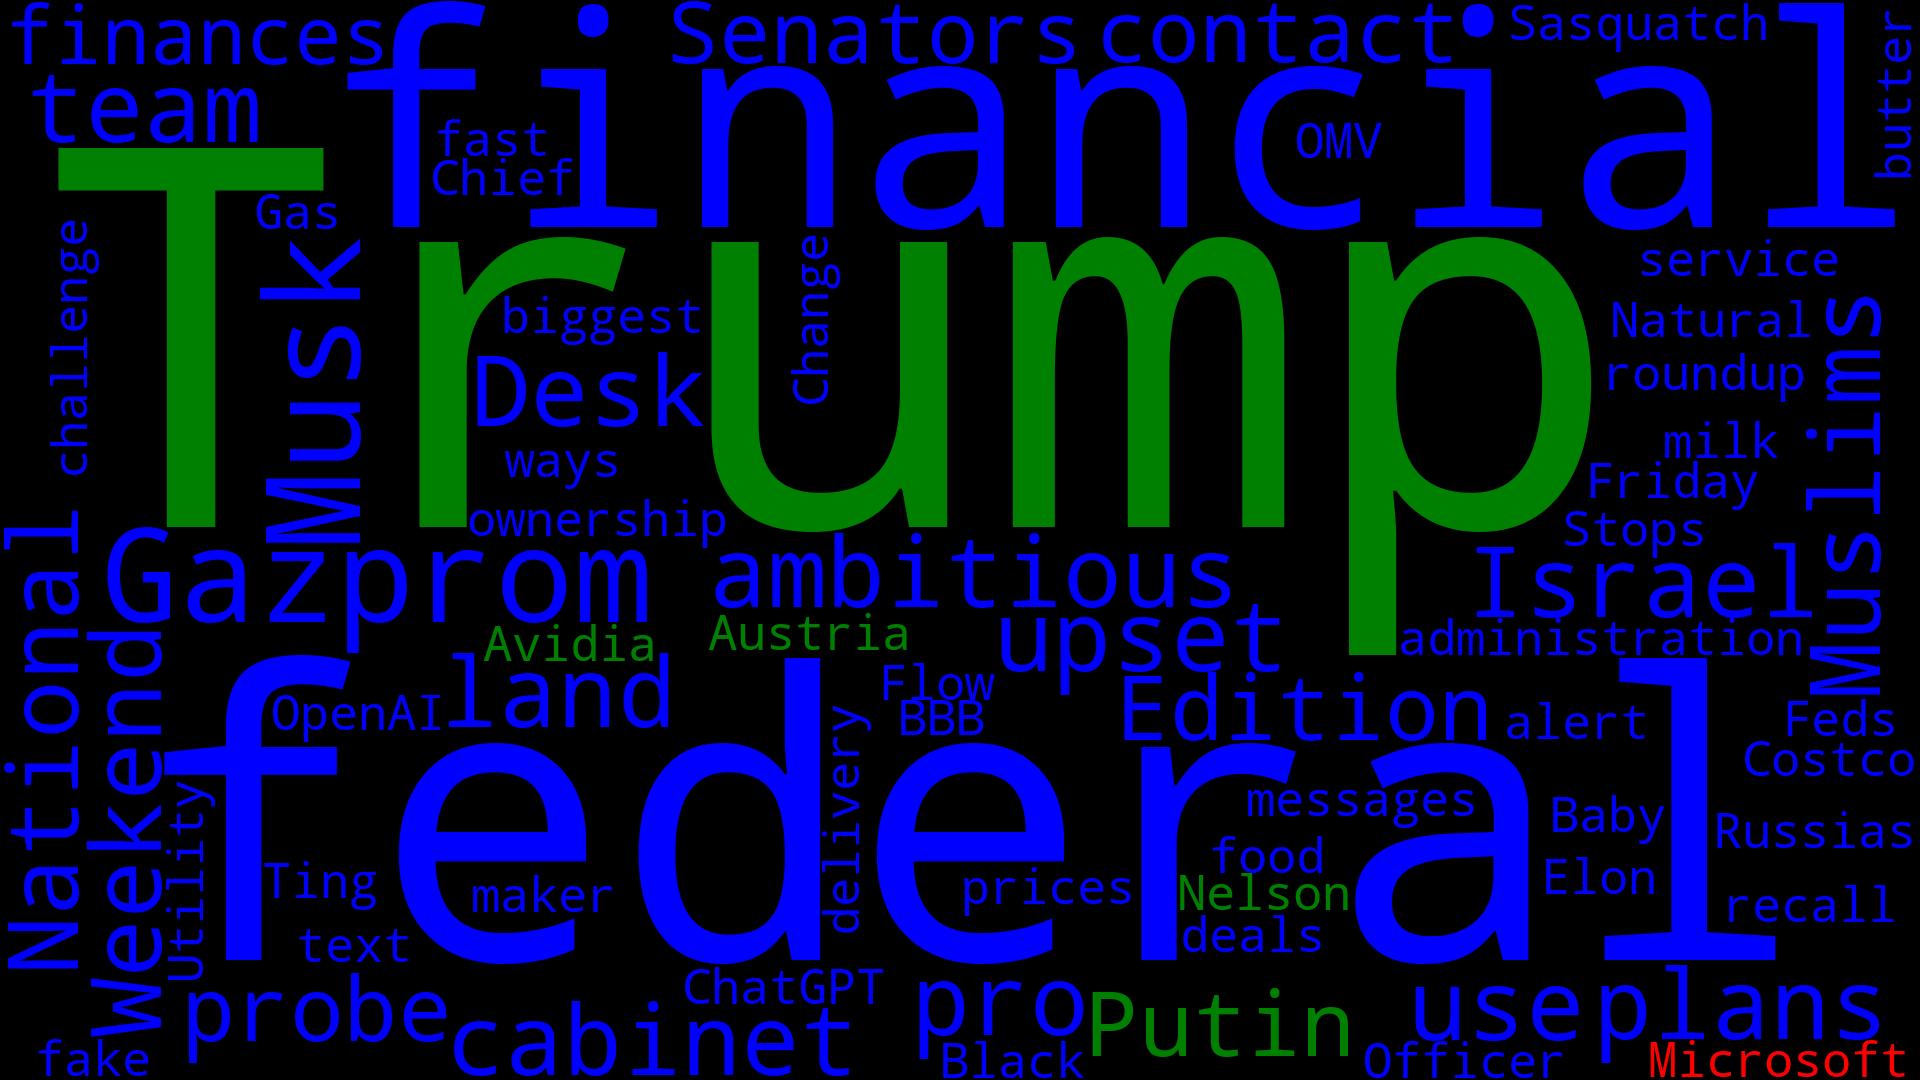 finances
financial
Senators
contact
Sasquatch
butter
team
fast
Chief
OMV
Trump
Gas
challenge
Musk
biggest
Change
Desk
ways
ownership
service
Natural
roundup
Muslims
milk
Friday
Stops
National
Gazprom
ambitious
Israel
Avidia
Austria
upset
administration
Weekend
OpenAI
land
Flow
BBB
Edition
alert
Feds
Costco
federal
Utility
delivery
messages
Baby
Russias
Ting
maker
prices
food
Nelson
deals
Elon
recall
text
probe
cabinet
ChatGPT
pro
Putin
use
plans
fake
Black
Officer
Microsoft